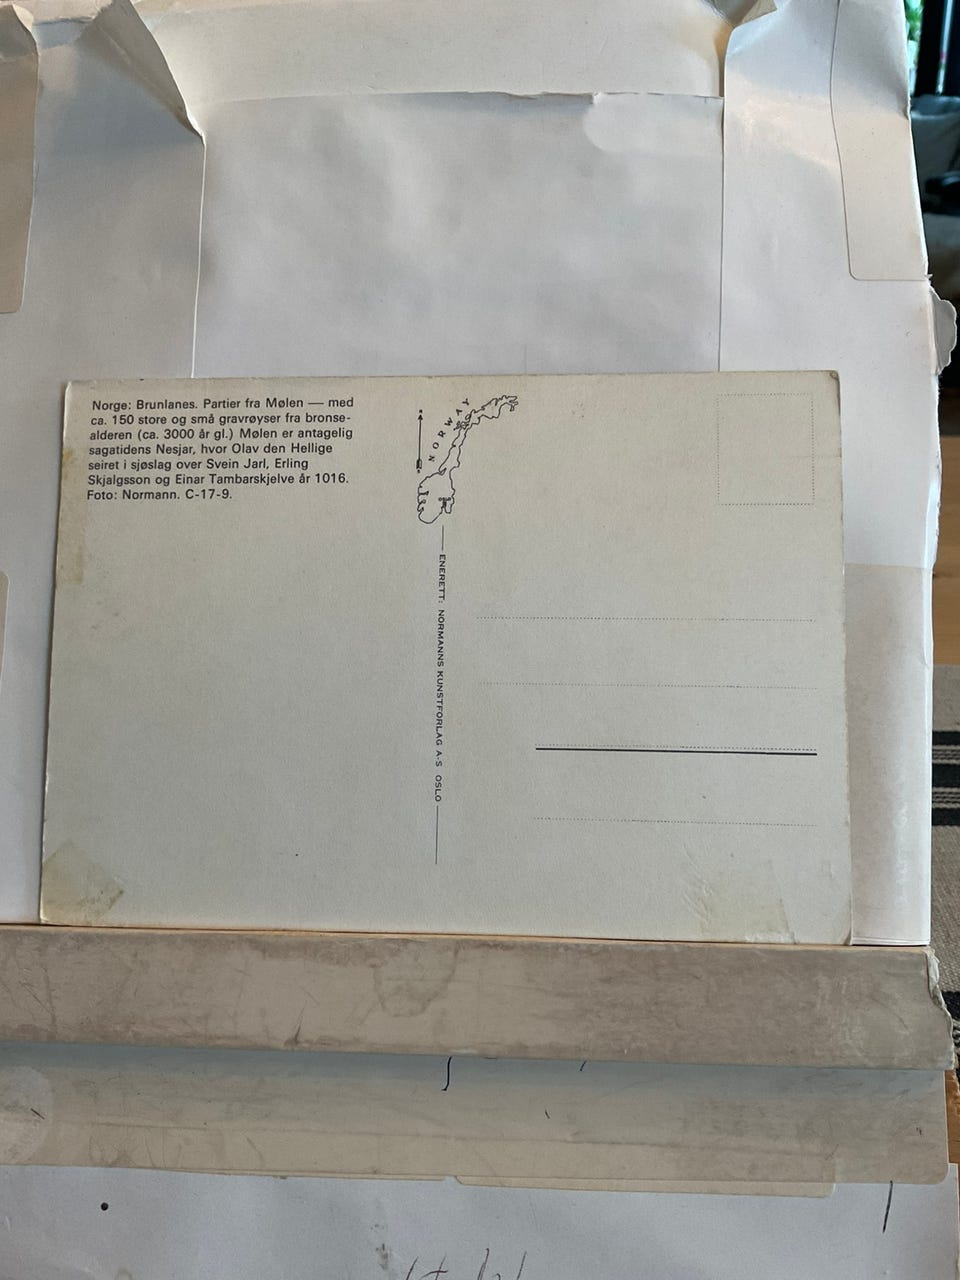 Norge: Brunlanes. Partier fra Mølen — med
ca. 150 store og små gravrøyser fra bronse-
alderen (ca. 3000 år gl.) Mølen er antagelig
sagatidens Nesjar, hvor Olav den Hellige
seiret i sjøslag over Svein Jarl, Erling
Skjalgsson og Einar Tambarskjelve år 1016.
Foto: Normann. C-17-9.
NORWAY
ENERETT: NORMANNS KUNSTFORLAG A-S OSLO